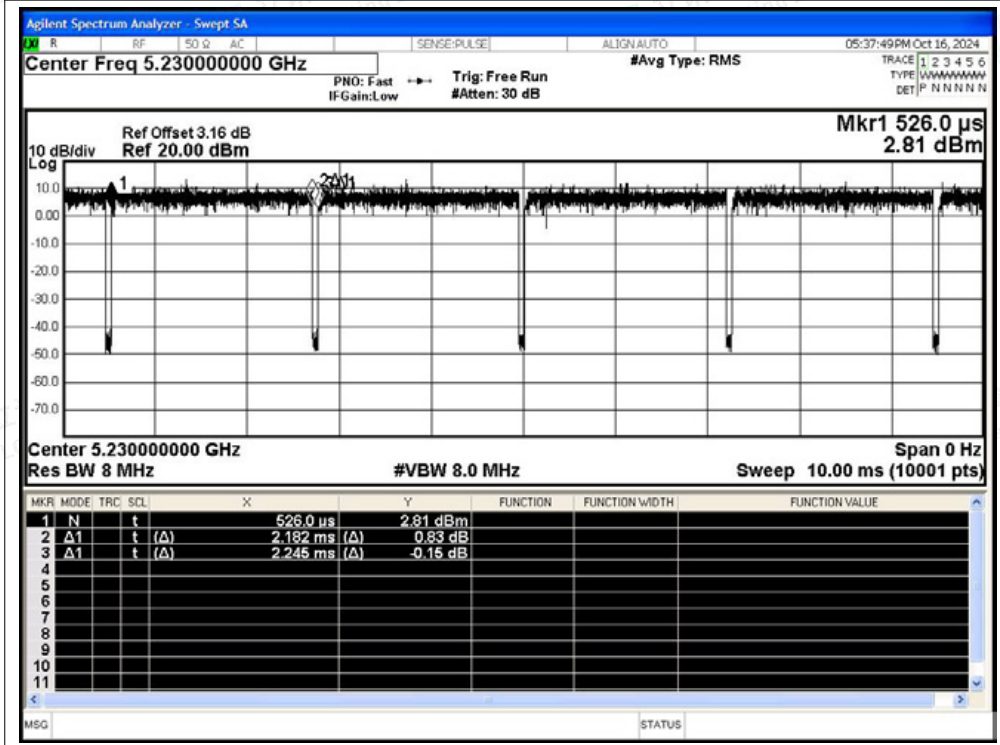 Agilent Spectrum Analyzer - Swept SA
R RF 50 Ω AC SENSE:PULSE ALIGN AUTO 05:37:49 PM Oct 16, 2024
Center Freq 5.230000000 GHz #Avg Type: RMS TRACE 1 2 3 4 5 6
PNO: Fast Trig: Free Run TYPE WWWWWW
IFGain:Low #Atten: 30 dB DET P N N N N N
Mkr1 526.0 µs
Ref Offset 3.16 dB
10 dB/div Ref 20.00 dBm 2.81 dBm
Log
10.0
0.00
-10.0
-20.0
-30.0
-40.0
-50.0
-60.0
-70.0
1
Center 5.230000000 GHz Span 0 Hz
Res BW 8 MHz #VBW 8.0 MHz Sweep 10.00 ms (10001 pts)
MKR MODE TRC SCL X Y FUNCTION FUNCTION WIDTH FUNCTION VALUE
1 N t 526.0 µs 2.81 dBm
2 Δ1 t (Δ) 2.182 ms (Δ) 0.83 dB
3 Δ1 t (Δ) 2.245 ms (Δ) -0.15 dB
4
5
6
7
8
9
10
11
MSG STATUS